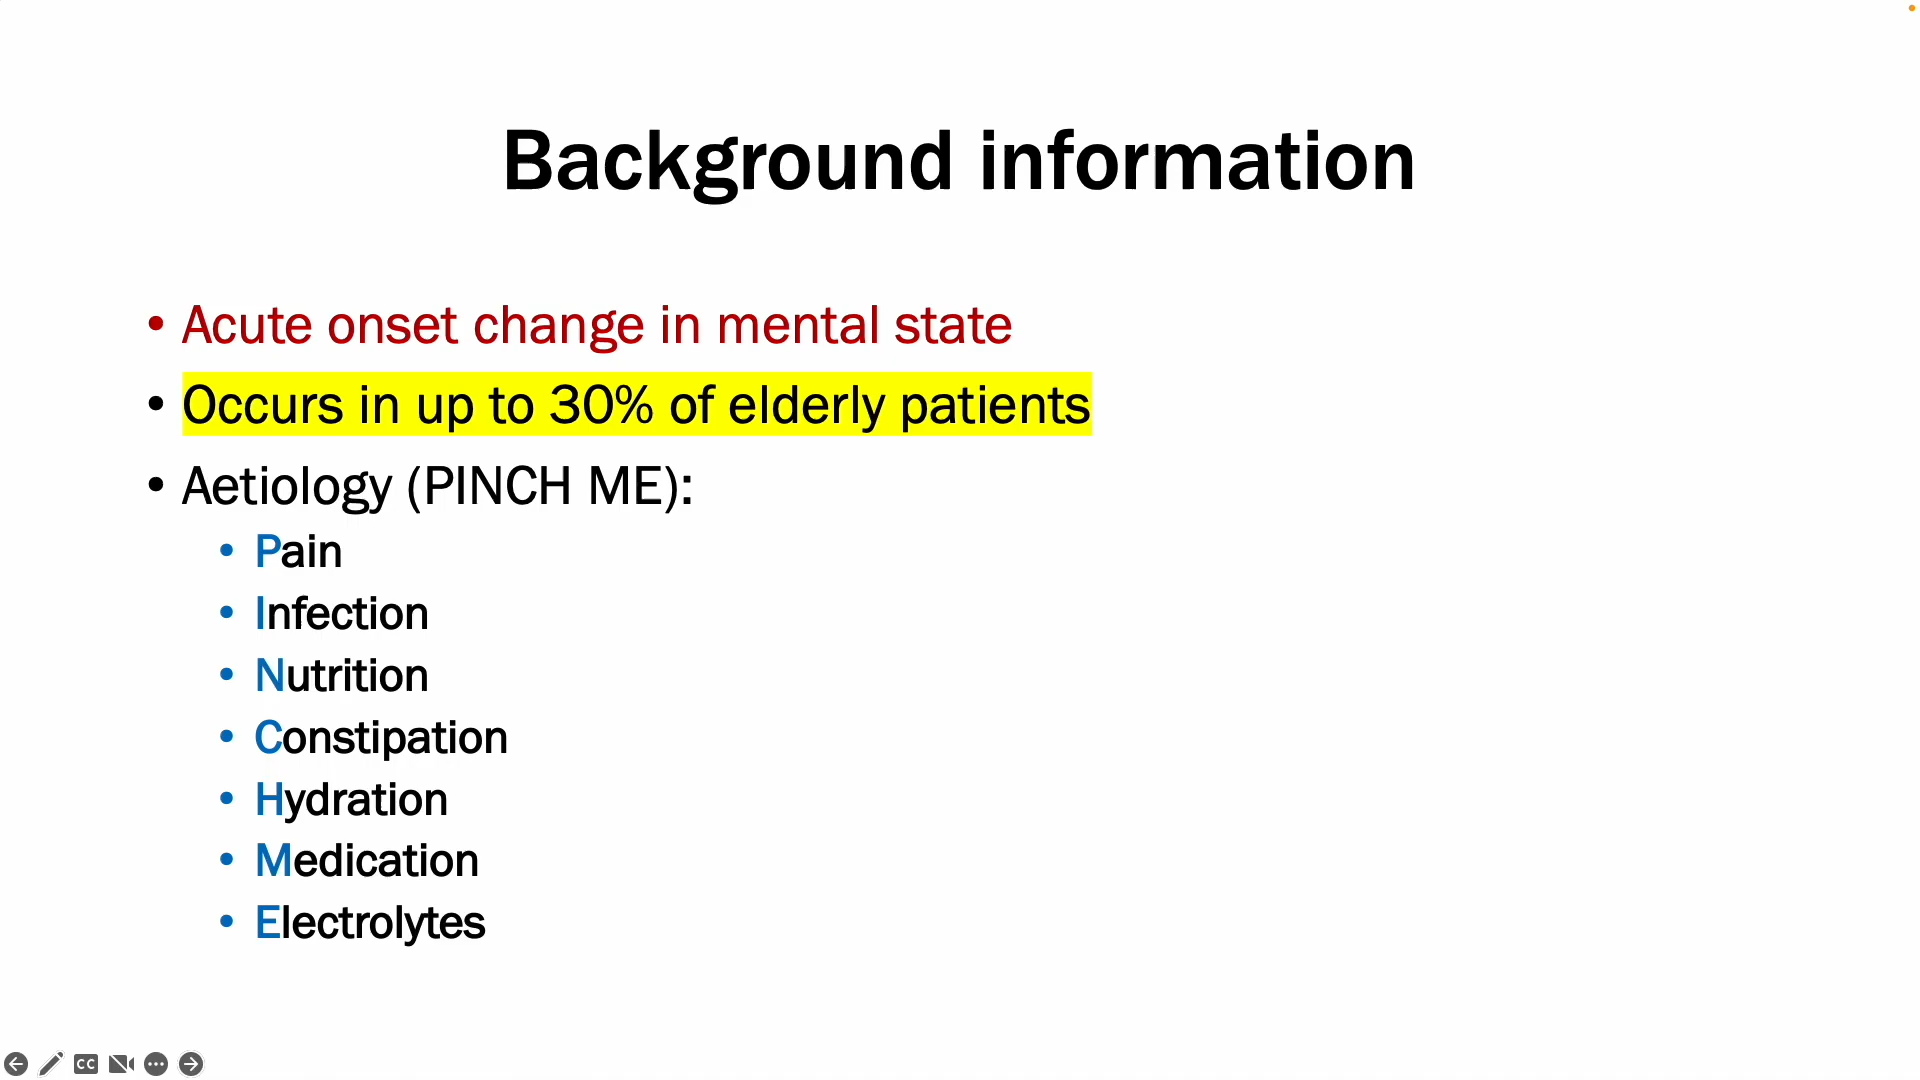 Background information
• Acute onset change in mental state
• Occurs in up to 30% of elderly patients
• Aetiology (PINCH ME):
• Pain
• Infection
• Nutrition
• Constipation
• Hydration
• Medication
• Electrolytes
CC